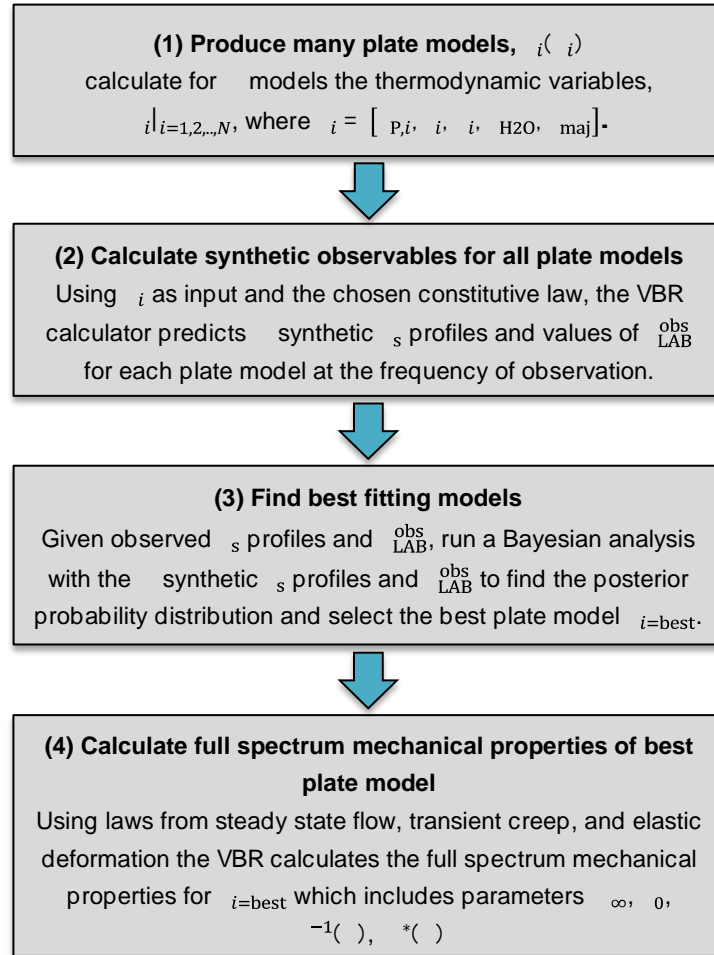 (1) Produce many plate models, i( i)
calculate for models the thermodynamic variables,
i|i=1,2,..,N, where i = [ P,i, i, i, H2O, maj].
(2) Calculate synthetic observables for all plate models
Using i as input and the chosen constitutive law, the VBR
calculator predicts synthetic s profiles and values of obs LAB
for each plate model at the frequency of observation.
(3) Find best fitting models
Given observed s profiles and obs LAB, run a Bayesian analysis
with the synthetic s profiles and obs LAB to find the posterior
probability distribution and select the best plate model i=best.
(4) Calculate full spectrum mechanical properties of best
plate model
Using laws from steady state flow, transient creep, and elastic
deformation the VBR calculates the full spectrum mechanical
properties for i=best which includes parameters ∞, 0,
−1( ), *( )